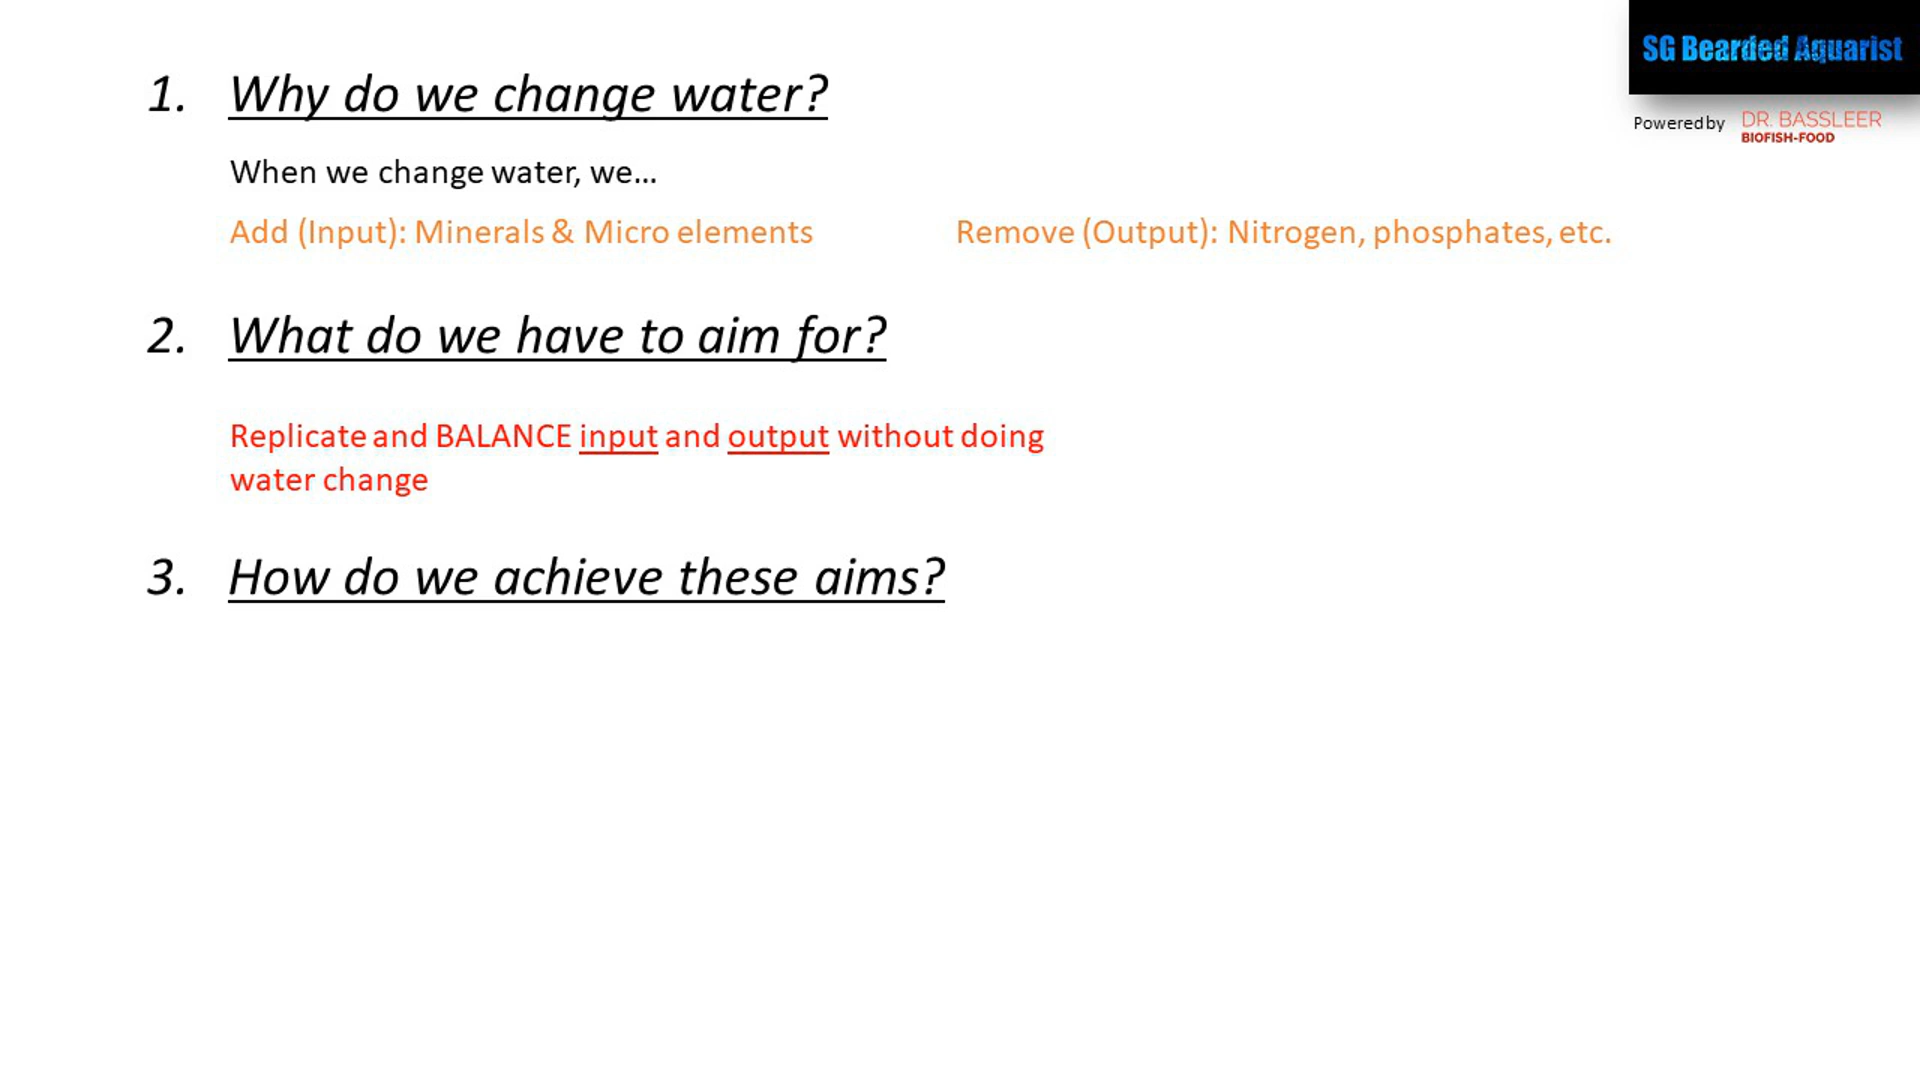 SG Bearded Aquarist
Powered by DR. BASSLEER
BIOFISH-FOOD
1. Why do we change water?
When we change water, we...
Add (Input): Minerals & Micro elements Remove (Output): Nitrogen, phosphates, etc.
2. What do we have to aim for?
Replicate and BALANCE input and output without doing
water change
3. How do we achieve these aims?